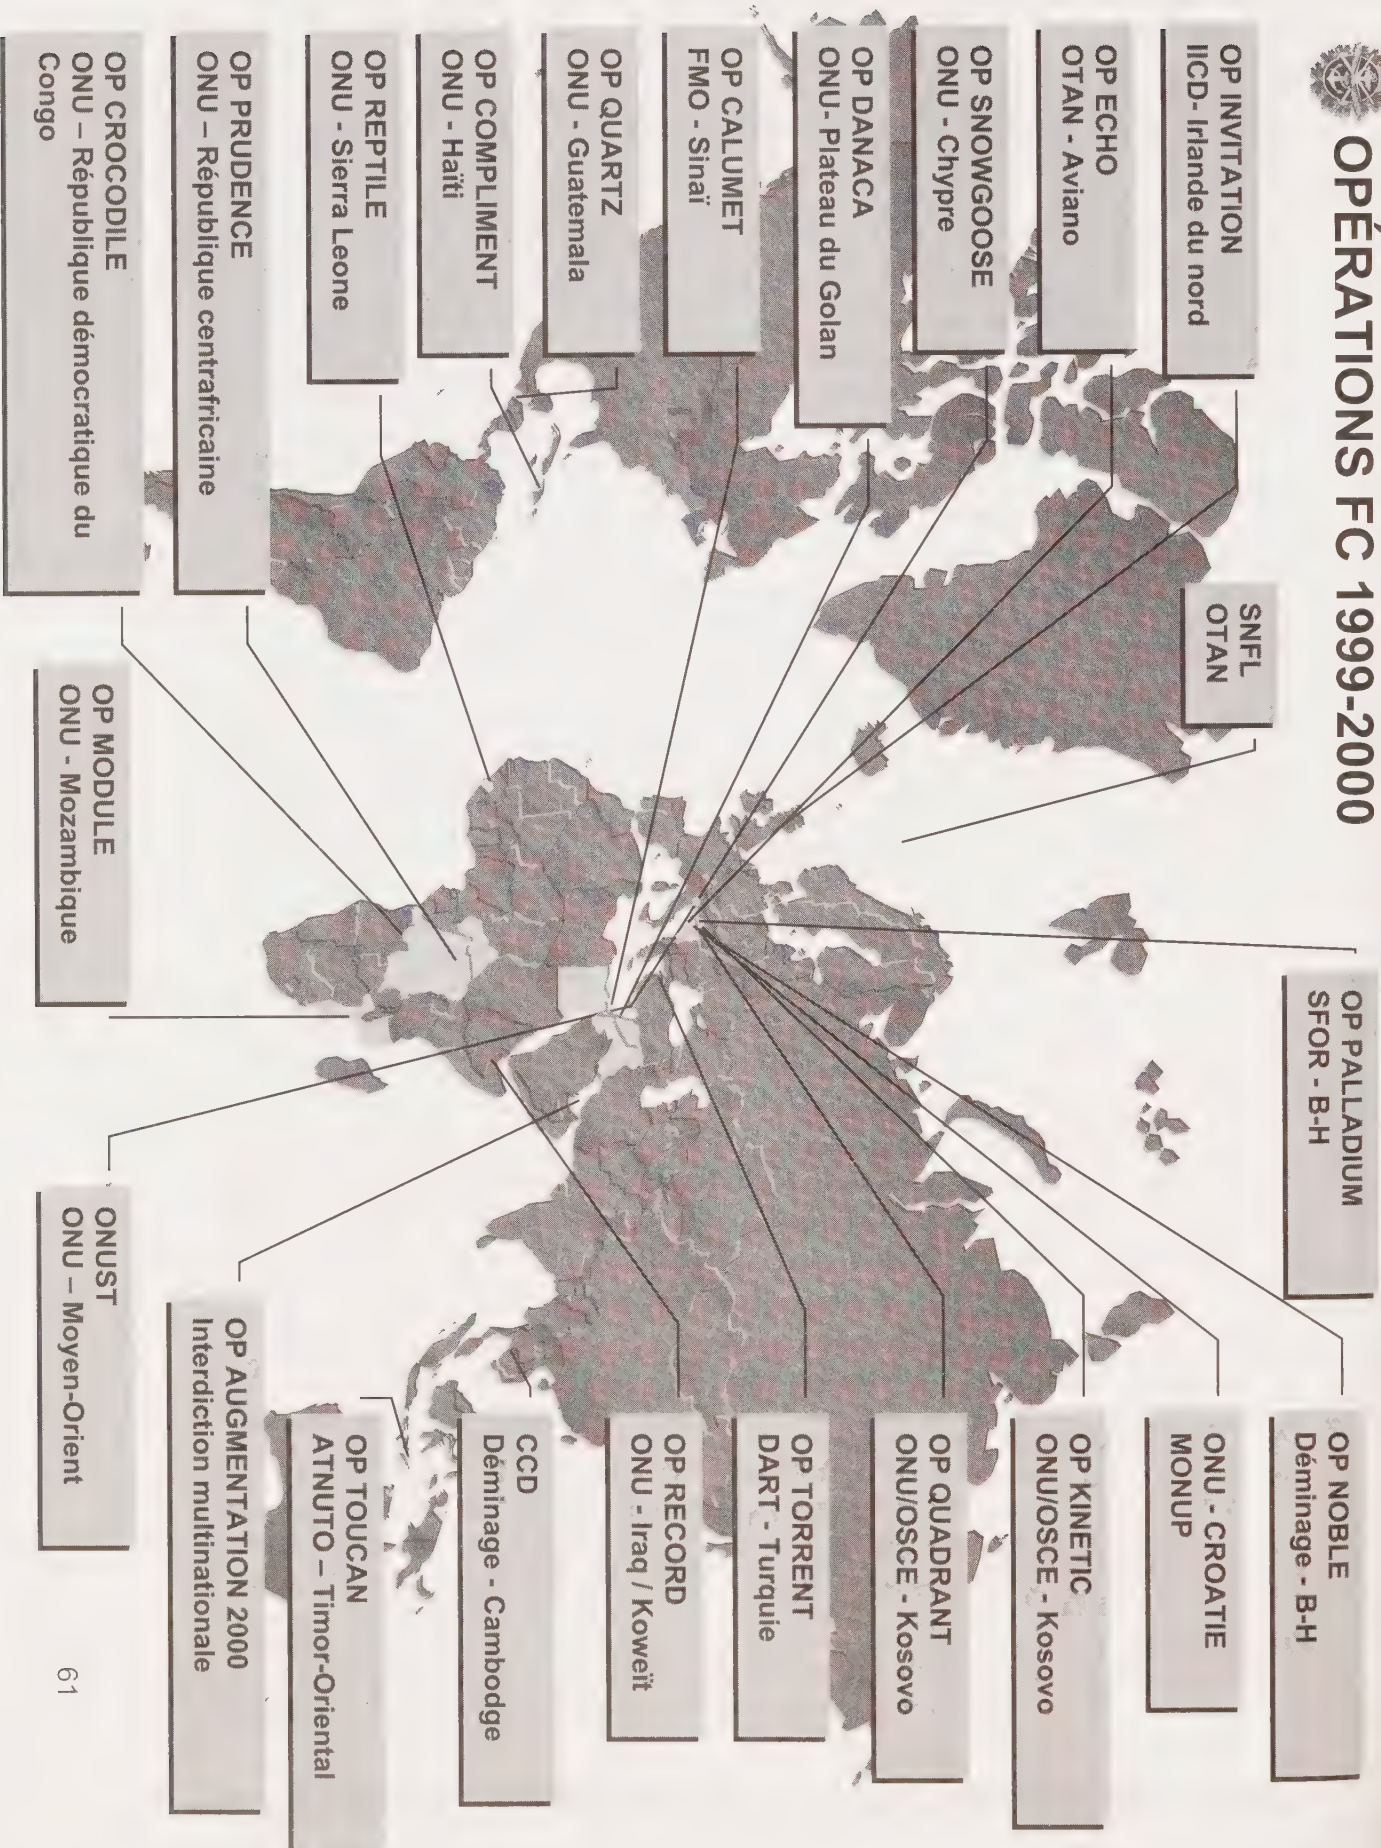 OPÉRATIONS FC 1999-2000
OP INVITATION
IICD- Irlande du nord
OP ECHO
OTAN - Aviano
OP SNOWGOOSE
ONU - Chypre
OP DANACA
ONU- Plateau du Golan
OP CALUMET
FMO - Sinaï
OP QUARTZ
ONU - Guatemala
OP COMPLIMENT
ONU - Haïti
OP REPTILE
ONU - Sierra Leone
OP PRUDENCE
ONU – République centrafricaine
OP CROCODILE
ONU – République démocratique du
Congo
SNFL
OTAN
OP MODULE
ONU - Mozambique
OP PALLADIUM
SFOR - B-H
ONUST
ONU – Moyen-Orient
OP NOBLE
Déminage - B-H
ONU - CROATIE
MONUP
OP KINETIC
ONU/OSCE - Kosovo
OP QUADRANT
ONU/OSCE - Kosovo
OP TORRENT
DART - Turquie
OP RECORD
ONU - Iraq / Koweït
CCD
Déminage - Cambodge
OP TOUCAN
ATNUTO – Timor-Oriental
OP AUGMENTATION 2000
Interdiction multinationale
61